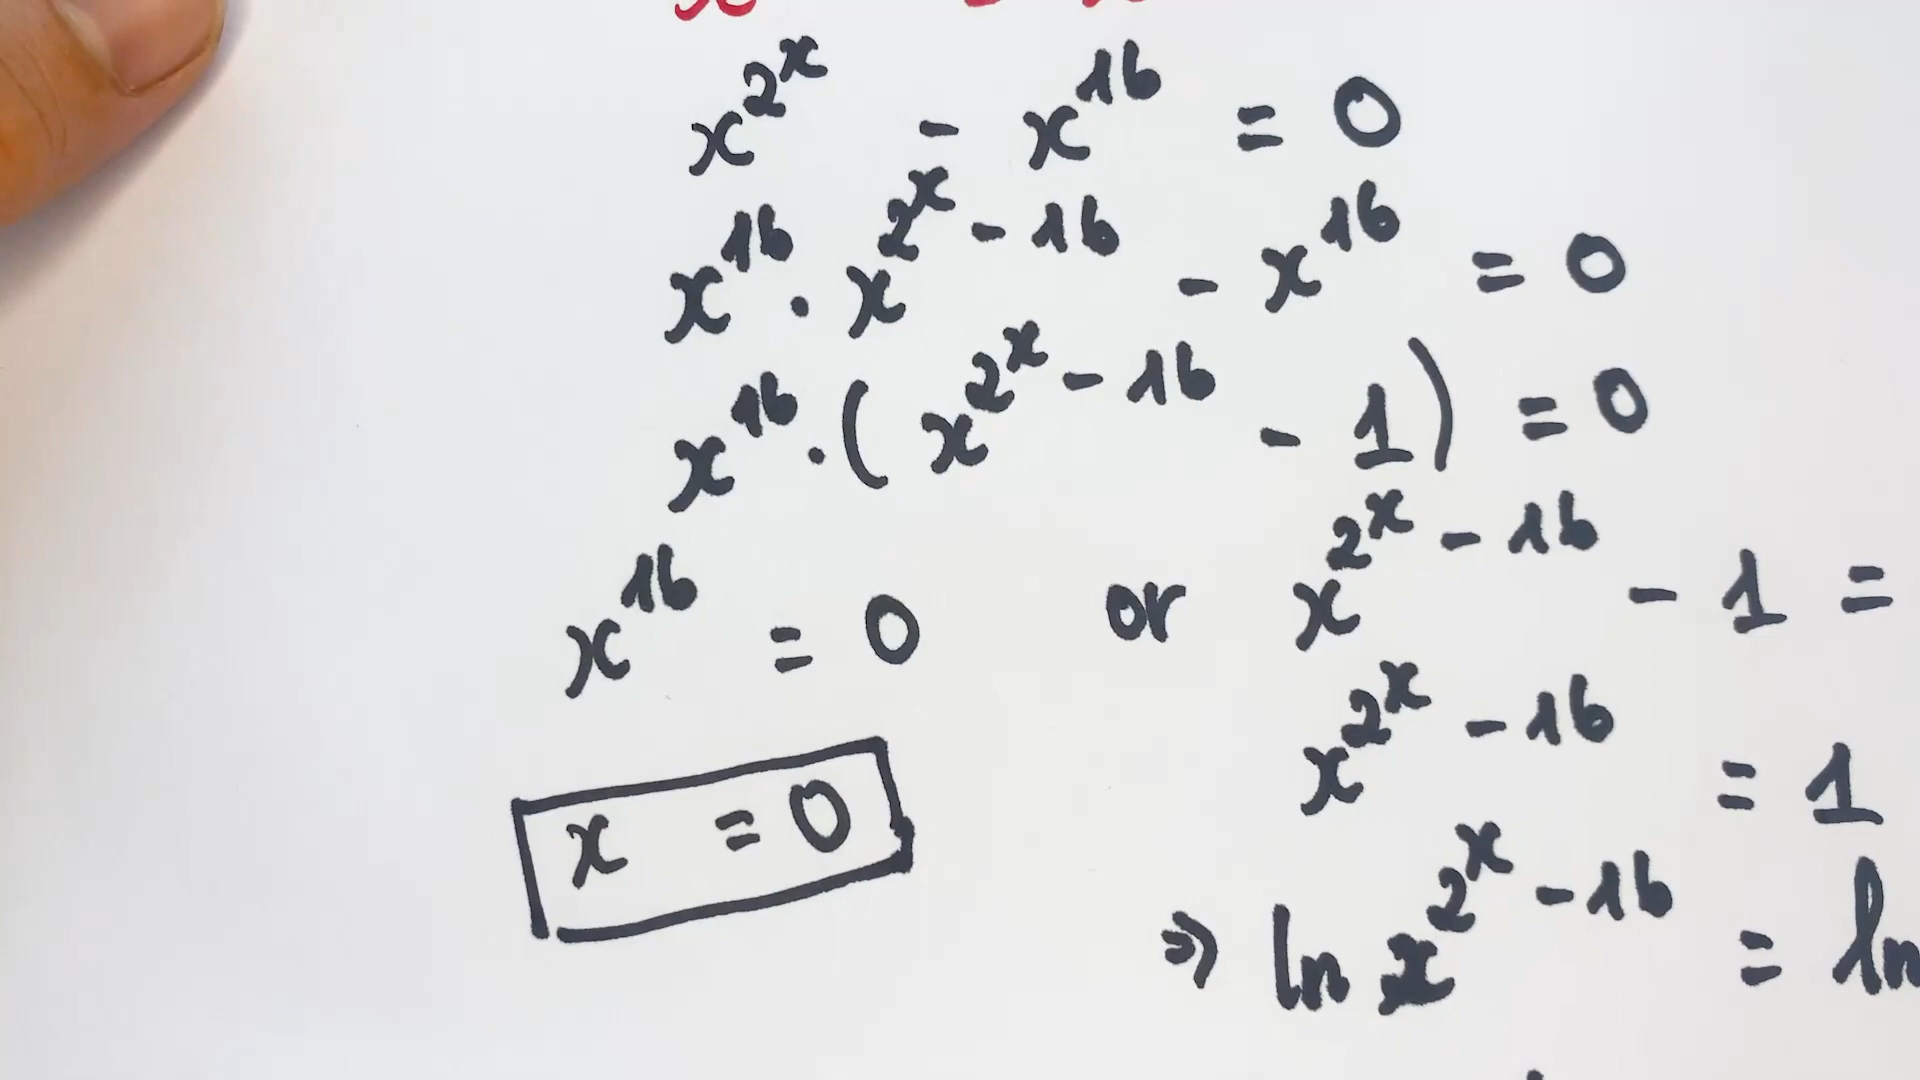 x^{2^x} - x^{16} = 0
x^{16} · x^{2^x - 16} - x^{16} = 0
x^{16} · (x^{2^x - 16} - 1) = 0
x^{16} = 0 or x^{2^x - 16} - 1 =
x^{2^x - 16} = 1
x = 0
⇒ ln x^{2^x - 16} = ln